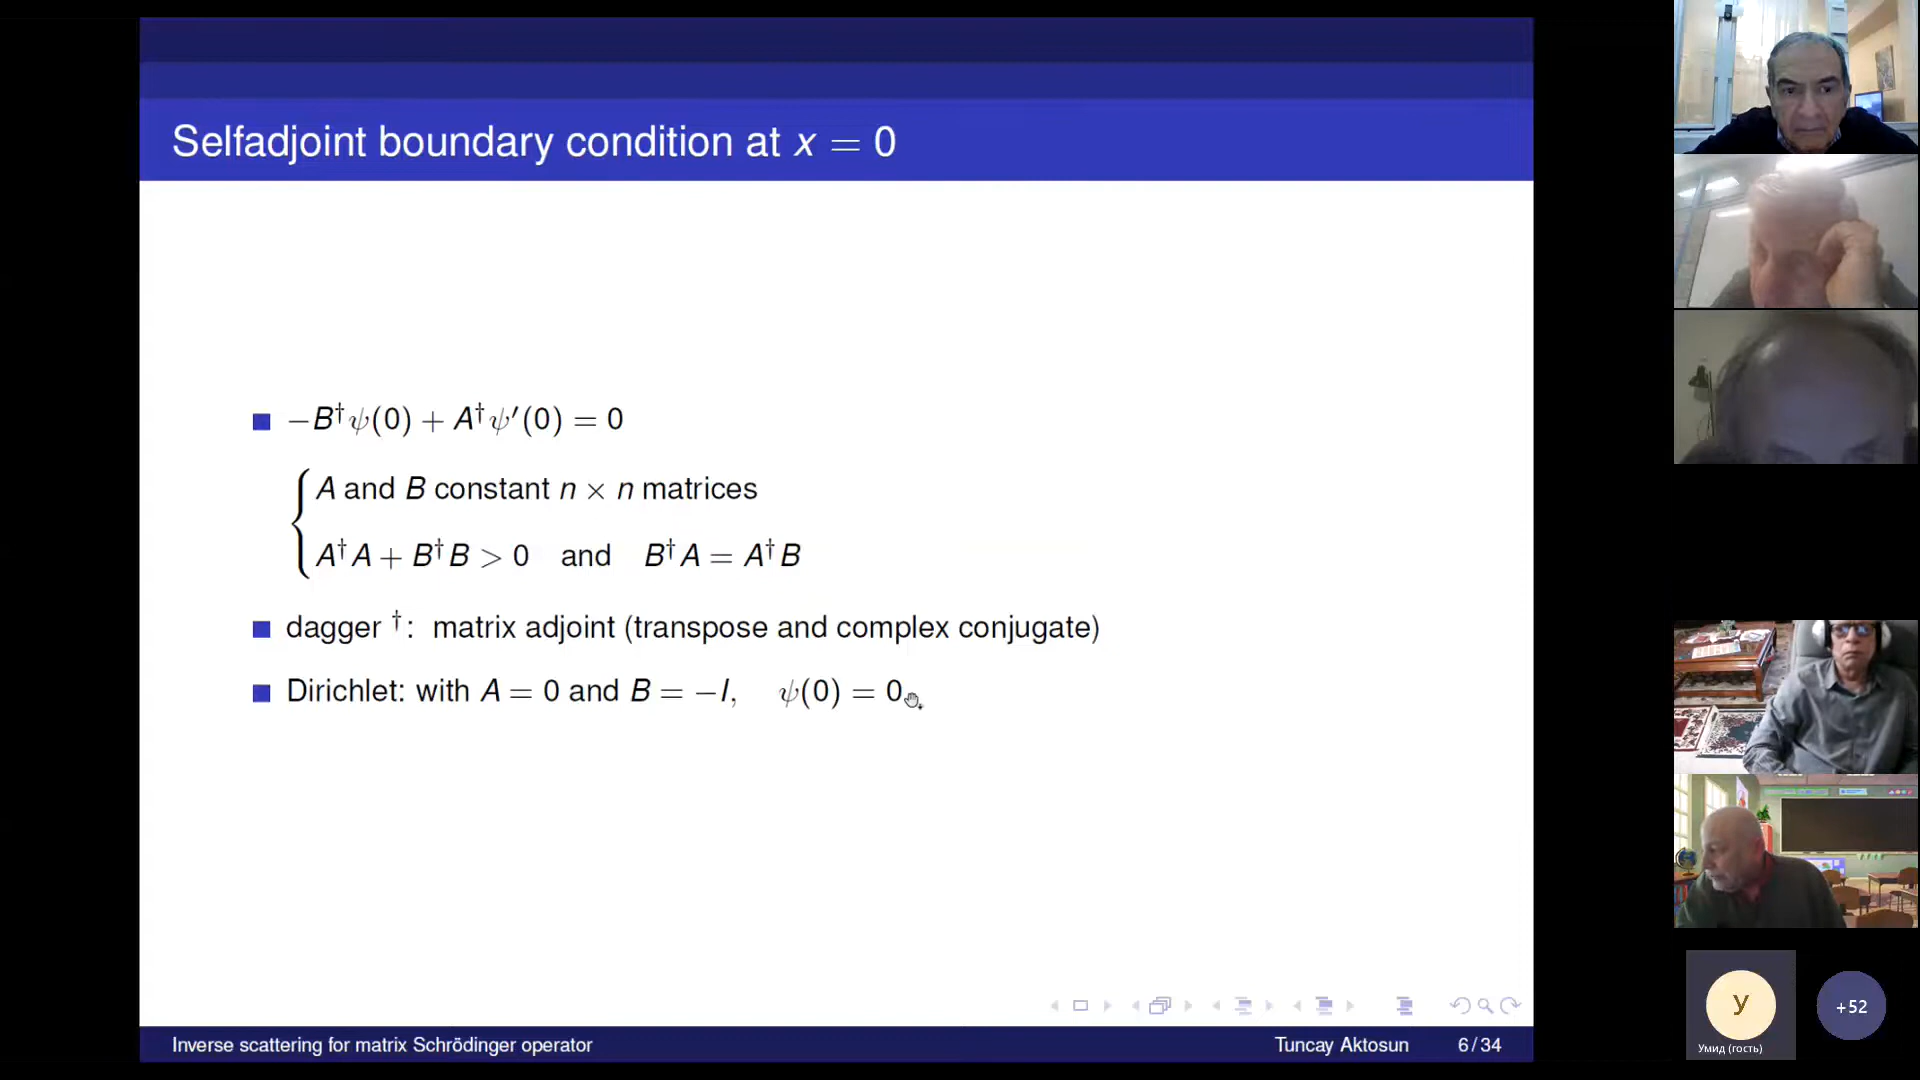 Selfadjoint boundary condition at x = 0
−B†ψ(0) + A†ψ′(0) = 0
A and B constant n × n matrices
A†A + B†B > 0 and B†A = A†B
dagger †: matrix adjoint (transpose and complex conjugate)
Dirichlet: with A = 0 and B = −I, ψ(0) = 0
Inverse scattering for matrix Schrödinger operator
Tuncay Aktosun
6 / 34
У
+52
Умид (гость)